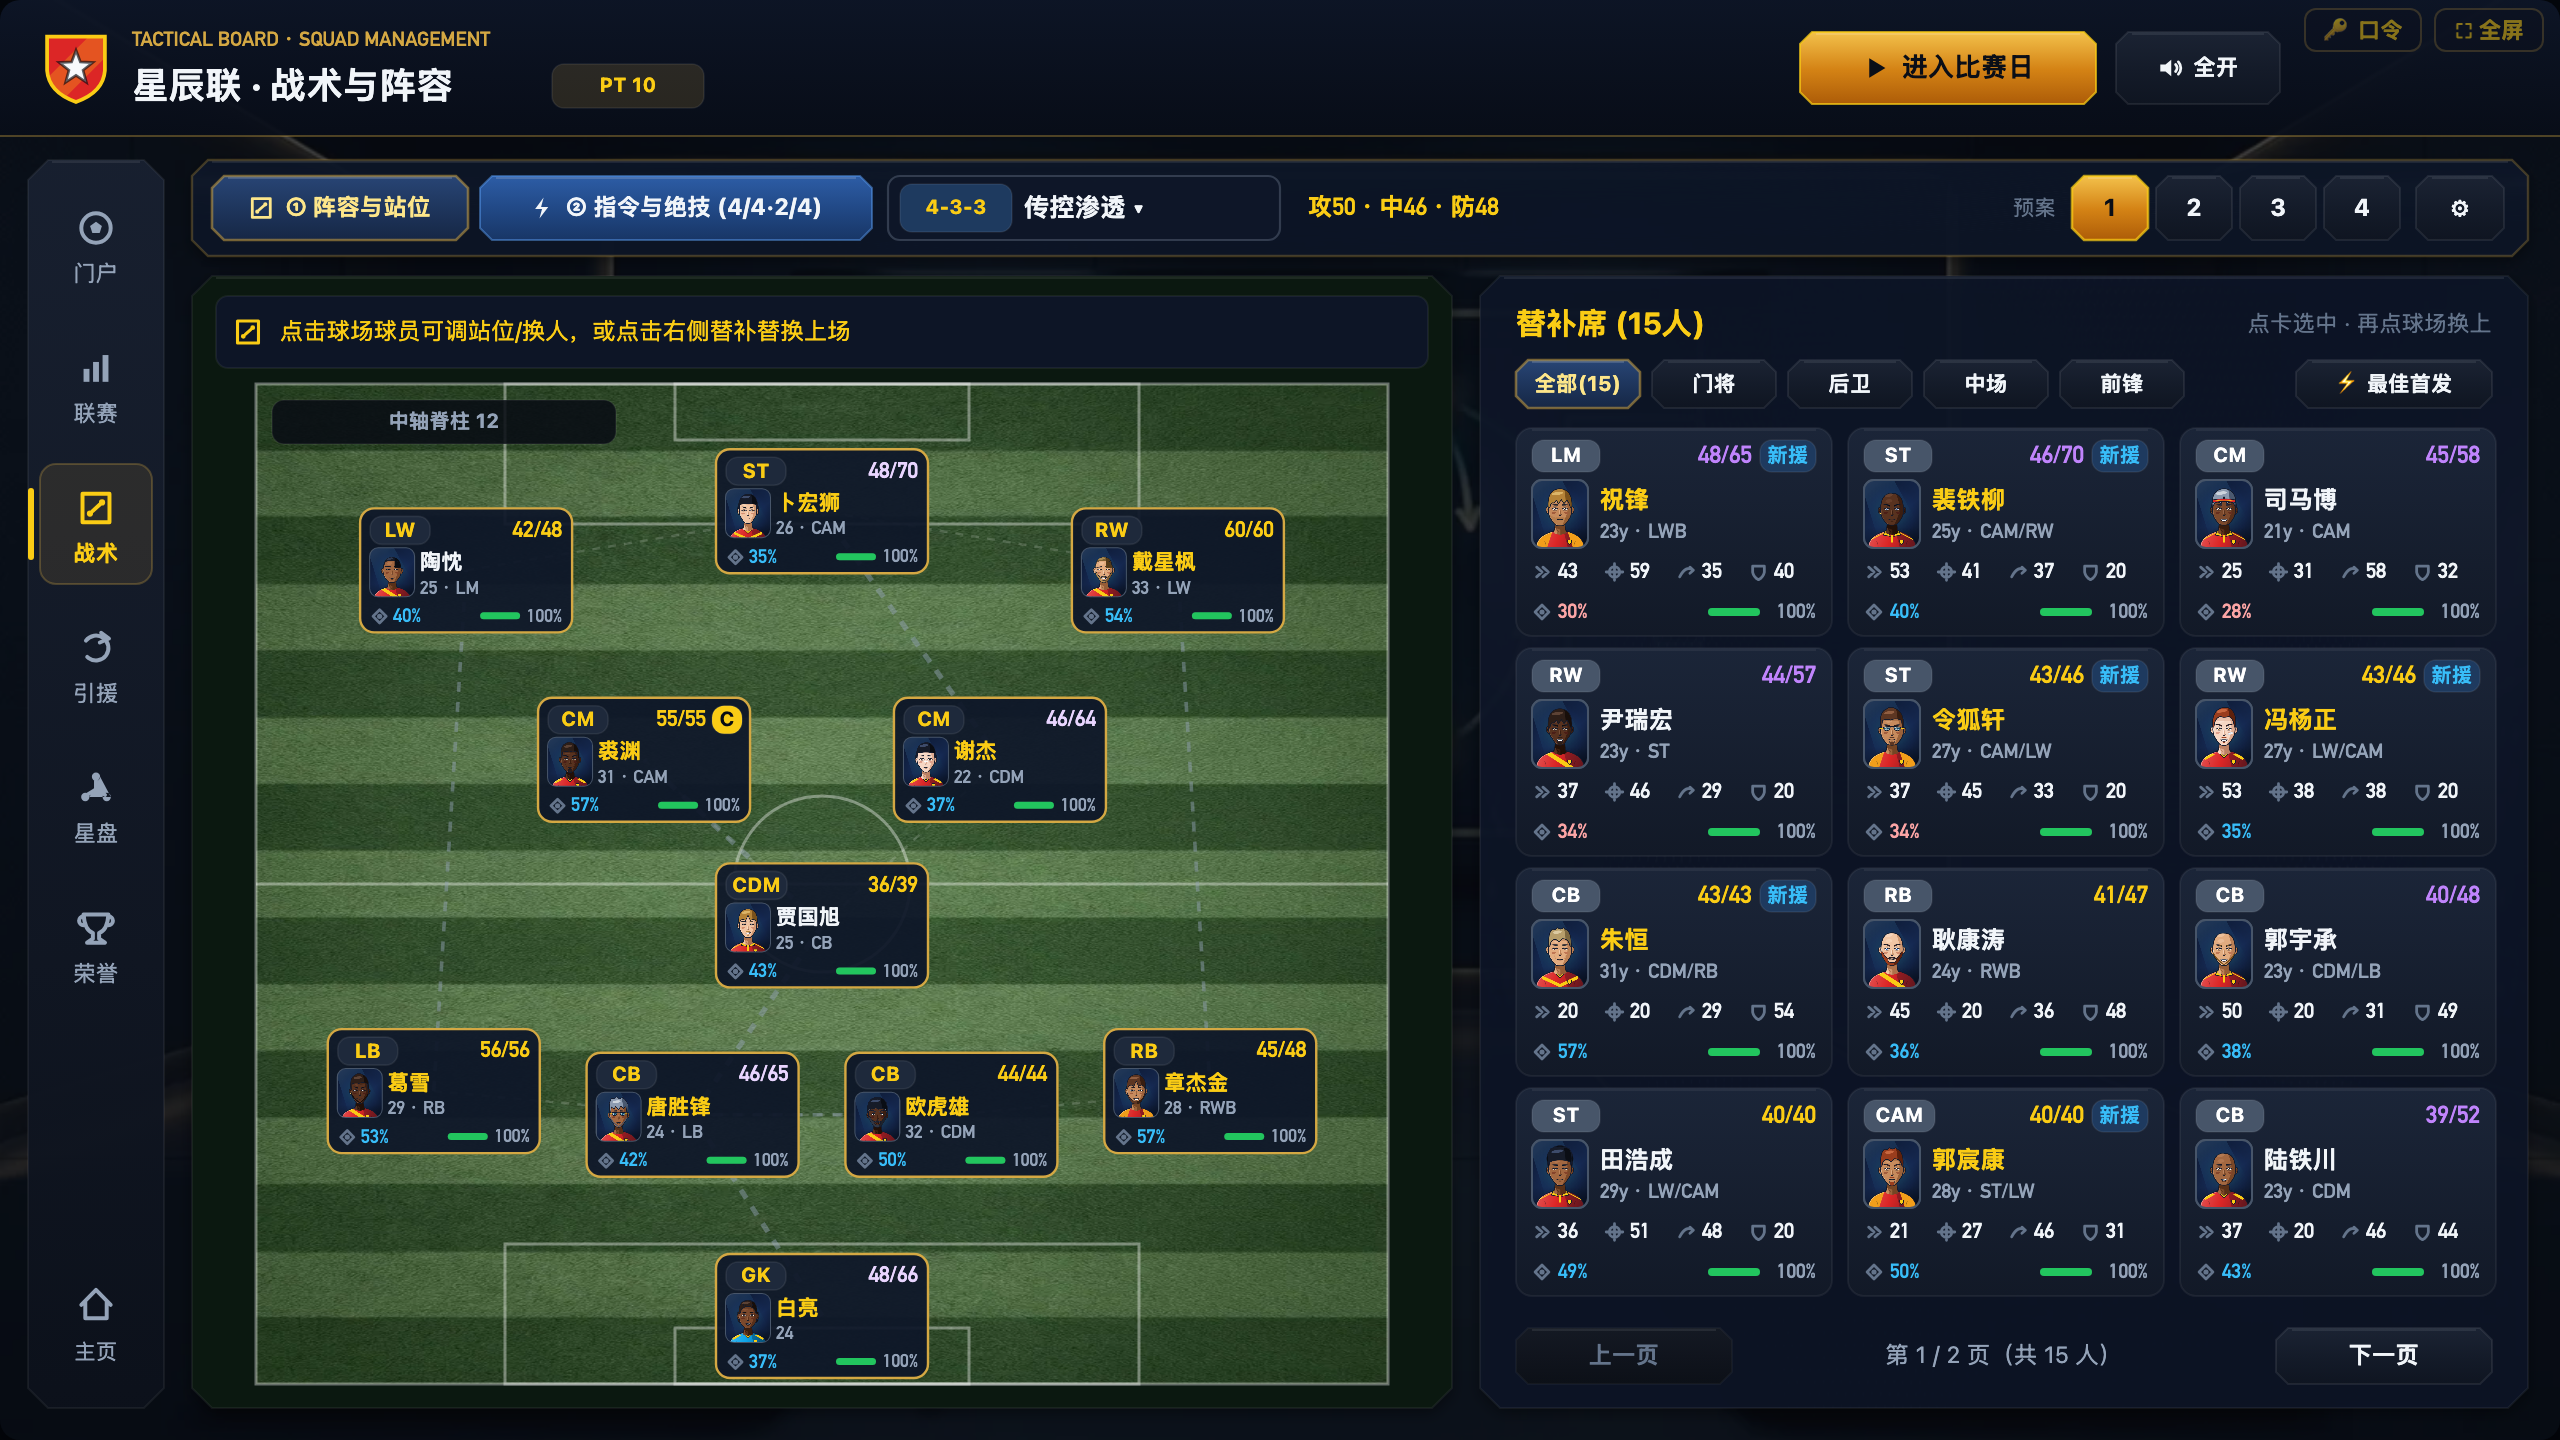 TACTICAL BOARD · SQUAD MANAGEMENT
星辰联 · 战术与阵容
PT 10
▶ 进入比赛日
全开
口令
全屏
门户
联赛
战术
引援
星盘
荣誉
主页
① 阵容与站位
② 指令与绝技 (4/4·2/4)
4-3-3 传控渗透 ▾
攻50 · 中46 · 防48
预案 1 2 3 4
点击球场球员可调站位/换人，或点击右侧替补替换上场
中轴脊柱 12
ST 48/70
卜宏狮
26 · CAM
35% 100%
LW 42/48
陶忱
25 · LM
40% 100%
RW 60/60
戴星枫
33 · LW
54% 100%
CM 55/55 C
裘渊
31 · CAM
57% 100%
CM 46/64
谢杰
22 · CDM
37% 100%
CDM 36/39
贾国旭
25 · CB
43% 100%
LB 56/56
葛雪
29 · RB
53% 100%
CB 46/65
唐胜锋
24 · LB
42% 100%
CB 44/44
欧虎雄
32 · CDM
50% 100%
RB 45/48
章杰金
28 · RWB
57% 100%
GK 48/66
白亮
24
37% 100%
替补席 (15人)
点卡选中 · 再点球场换上
全部(15) 门将 后卫 中场 前锋
最佳首发
LM 48/65 新援
祝锋
23y · LWB
43 59 35 40
30% 100%
ST 46/70 新援
裴铁柳
25y · CAM/RW
53 41 37 20
40% 100%
CM 45/58
司马博
21y · CAM
25 31 58 32
28% 100%
RW 44/57
尹瑞宏
23y · ST
37 46 29 20
34% 100%
ST 43/46 新援
令狐轩
27y · CAM/LW
37 45 33 20
34% 100%
RW 43/46 新援
冯杨正
27y · LW/CAM
53 38 38 20
35% 100%
CB 43/43 新援
朱恒
31y · CDM/RB
20 20 29 54
57% 100%
RB 41/47
耿康涛
24y · RWB
45 20 36 48
36% 100%
CB 40/48
郭宇承
23y · CDM/LB
50 20 31 49
38% 100%
ST 40/40
田浩成
29y · LW/CAM
36 51 48 20
49% 100%
CAM 40/40 新援
郭宸康
28y · ST/LW
21 27 46 31
50% 100%
CB 39/52
陆铁川
23y · CDM
37 20 46 44
43% 100%
上一页
第 1 / 2 页（共 15 人）
下一页